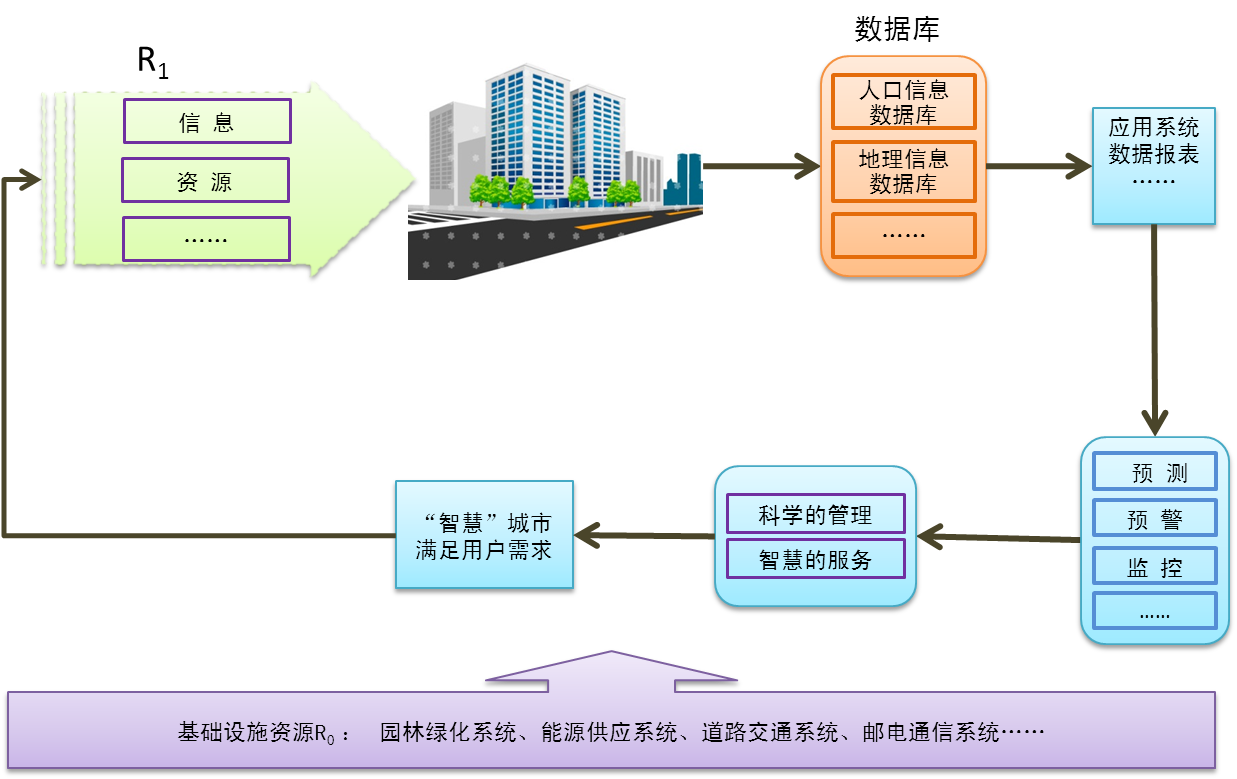 数据库
R₁
信 息
资 源
……
人口信息
数据库
地理信息
数据库
……
应用系统
数据报表
……
预 测
预 警
监 控
……
科学的管理
智慧的服务
“智慧”城市
满足用户需求
基础设施资源R₀： 园林绿化系统、能源供应系统、道路交通系统、邮电通信系统……